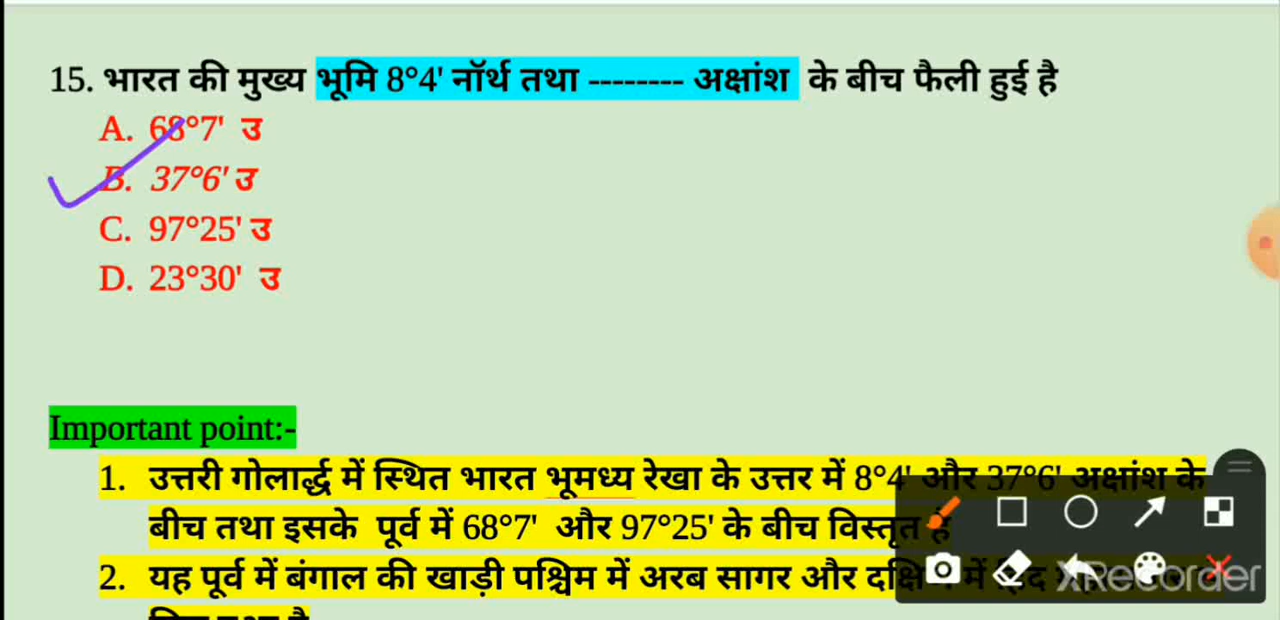 15. भारत की मुख्य भूमि 8°4' नॉर्थ तथा -------- अक्षांश के बीच फैली हुई है
A. 68°7' उ
B. 37°6' उ
C. 97°25' उ
D. 23°30' उ
Important point:-
1. उत्तरी गोलार्द्ध में स्थित भारत भूमध्य रेखा के उत्तर में 8°4' और 37°6' अक्षांश के
बीच तथा इसके पूर्व में 68°7' और 97°25' के बीच विस्तृत है
2. यह पूर्व में बंगाल की खाड़ी पश्चिम में अरब सागर और में
XRecorder